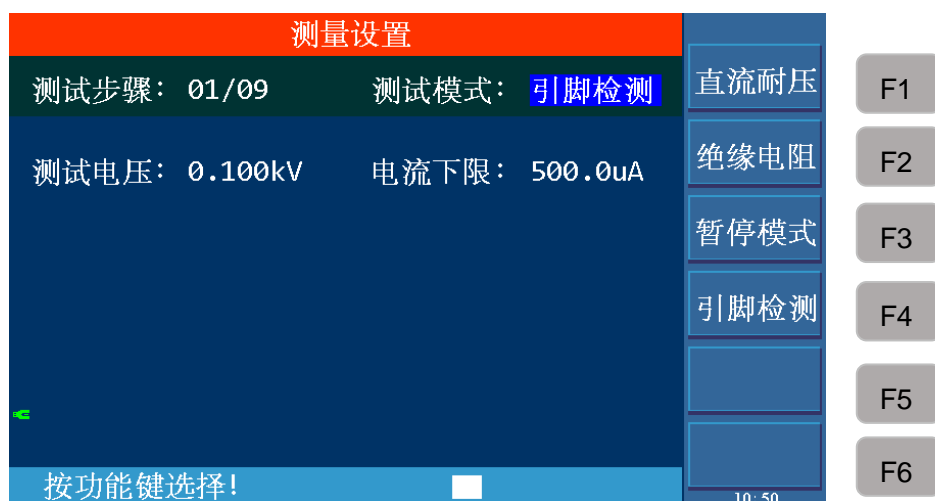 测量设置
测试步骤： 01/09 测试模式： 引脚检测
测试电压： 0.100kV 电流下限： 500.0uA
按功能键选择!
直流耐压
绝缘电阻
暂停模式
引脚检测
10:50
F1
F2
F3
F4
F5
F6